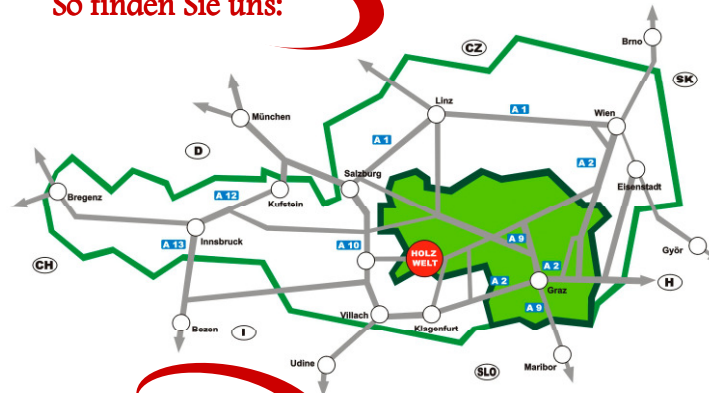 So finden Sie uns:
CZ
Brno
SK
München
Linz
A 1
Wien
D
A 1
A 2
Salzburg
Eisenstadt
Bregenz
A 12
Kufstein
Innsbruck
A 13
A 10
HOLZ
WELT
A 9
Györ
CH
A 2
A 2
Graz
H
A 9
Villach
Klagenfurt
Bozen
I
Udine
SLO
Maribor